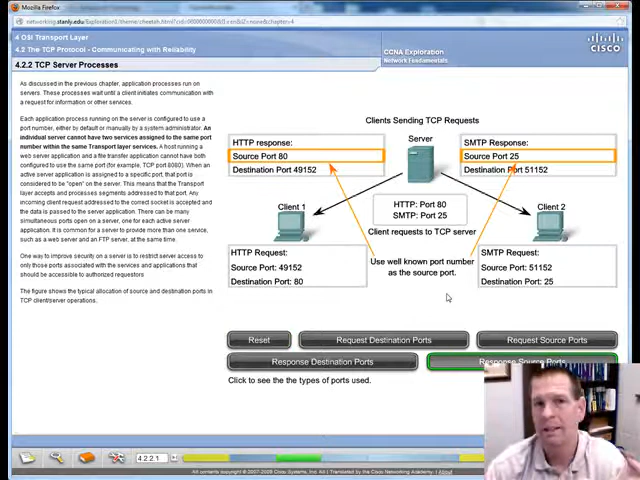 Mozilla Firefox
4 OSI Transport Layer
4.2 The TCP Protocol - Communicating with Reliability
4.2.2 TCP Server Processes
CCNA Exploration
Network Fundamentals
CISCO
As discussed in the previous chapter, application processes run on
servers. These processes wait until a client initiates communication with
a request for information or other services.
Each application process running on the server is configured to use a
port number, either by default or manually by a system administrator. An
individual server cannot have two services assigned to the same port
number within the same Transport layer services. A host running a
web server application and a file transfer application cannot have both
configured to use the same port (for example, TCP port 8080). When an
active server application is assigned to a specific port, that port is
considered to be "open" on the server. This means that the Transport
layer accepts and processes segments addressed to that port. Any
incoming client request addressed to the correct socket is accepted and
the data is passed to the server application. There can be many
simultaneous ports open on a server, one for each active server
application. It is common for a server to provide more than one service,
such as a web server and an FTP server, at the same time.
One way to improve security on a server is to restrict server access to
only those ports associated with the services and applications that
should be accessible to authorized requestors
The figure shows the typical allocation of source and destination ports in
TCP client/server operations.
Clients Sending TCP Requests
HTTP response:
Source Port 80
Destination Port 49152
Server
SMTP Response:
Source Port 25
Destination Port 51152
HTTP: Port 80
SMTP: Port 25
Client 1
Client 2
Client requests to TCP server
HTTP Request:
Source Port: 49152
Destination Port: 80
Use well known port number
as the source port.
SMTP Request:
Source Port: 51152
Destination Port: 25
Reset
Request Destination Ports
Request Source Ports
Response Destination Ports
Response Source Ports
Click to see the the types of ports used.
4.2.2.1
All contents copyright © 2007-2008 Cisco Systems, Inc. All | Translated by the Cisco Networking Academy. | About